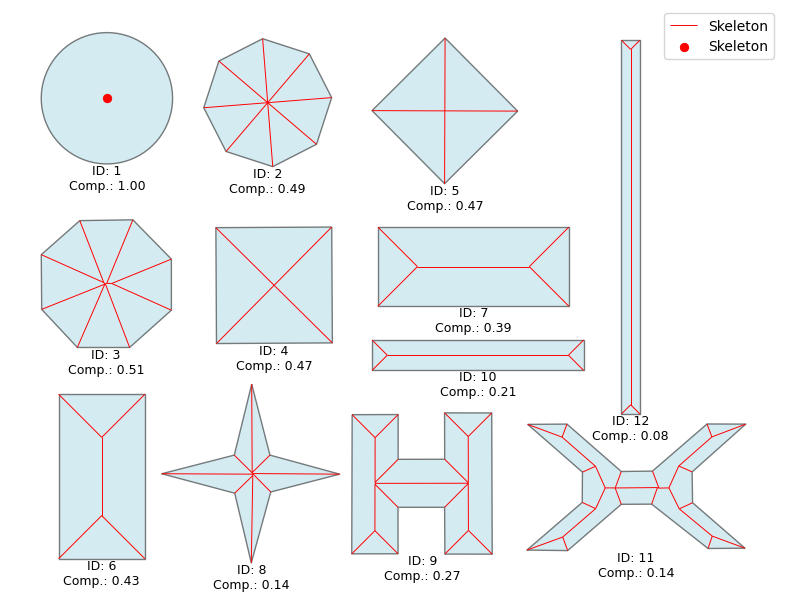 Skeleton
Skeleton
ID: 1
Comp.: 1.00
ID: 2
Comp.: 0.49
ID: 5
Comp.: 0.47
ID: 3
Comp.: 0.51
ID: 4
Comp.: 0.47
ID: 7
Comp.: 0.39
ID: 10
Comp.: 0.21
ID: 12
Comp.: 0.08
ID: 6
Comp.: 0.43
ID: 8
Comp.: 0.14
ID: 9
Comp.: 0.27
ID: 11
Comp.: 0.14